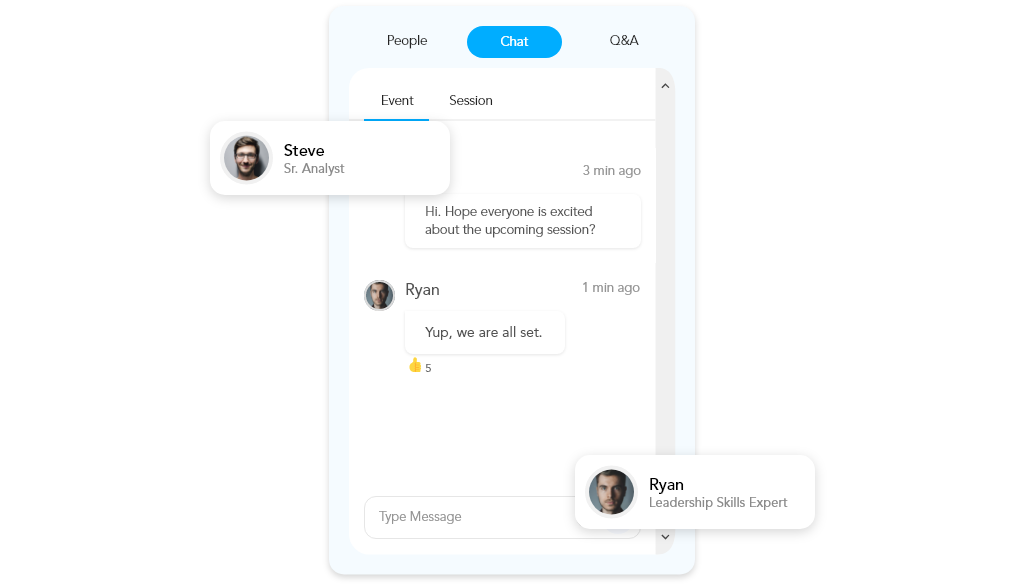 People
Chat
Q&A
Event
Session
Steve
Sr. Analyst
3 min ago
Hi. Hope everyone is excited
about the upcoming session?
Ryan
1 min ago
Yup, we are all set.
5
Ryan
Leadership Skills Expert
Type Message